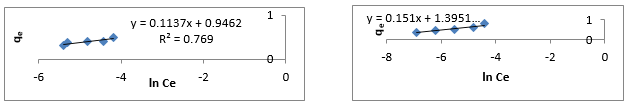 y = 0.1137x + 0.9462
R² = 0.769
qe
1
0
-6
-4
-2
0
ln Ce
y = 0.151x + 1.3951...
qe
1
0
-8
-6
-4
-2
0
ln Ce